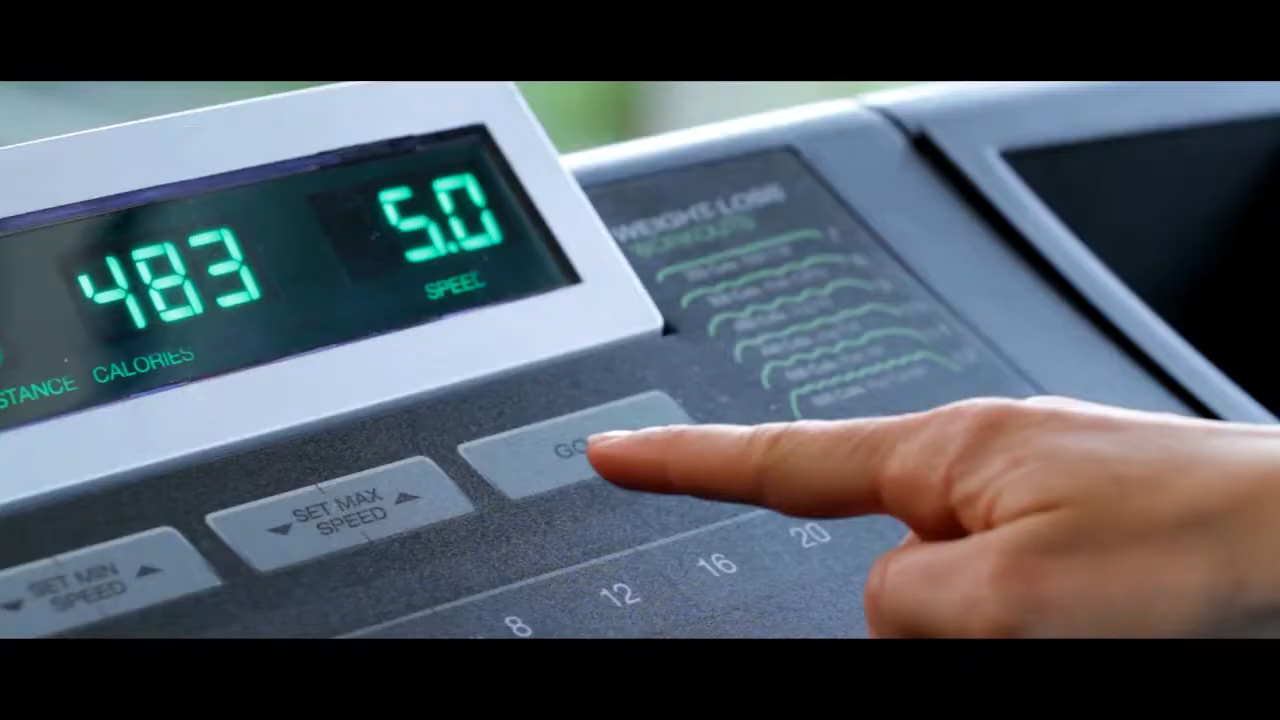 483
5.0
STANCE CALORIES
SPEED
WEIGHT LOSS
WORKOUTS
GO
SET MAX
SPEED
SET MIN
SPEED
8 12 16 20